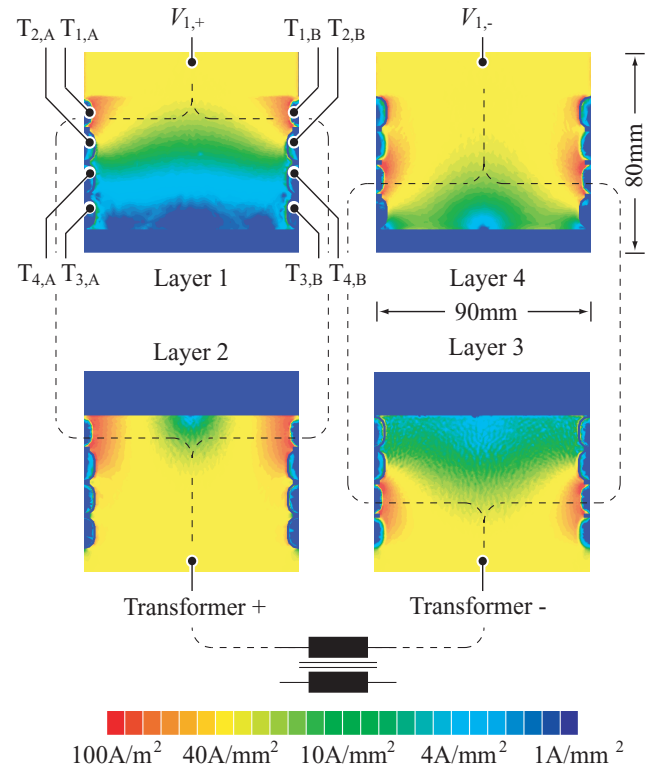 T2,A T1,A V1,+ T1,B T2,B V1,-
80mm
T4,A T3,A Layer 1 T3,B T4,B Layer 4
90mm
Layer 2 Layer 3
Transformer + Transformer -
100A/m² 40A/mm² 10A/mm² 4A/mm² 1A/mm²